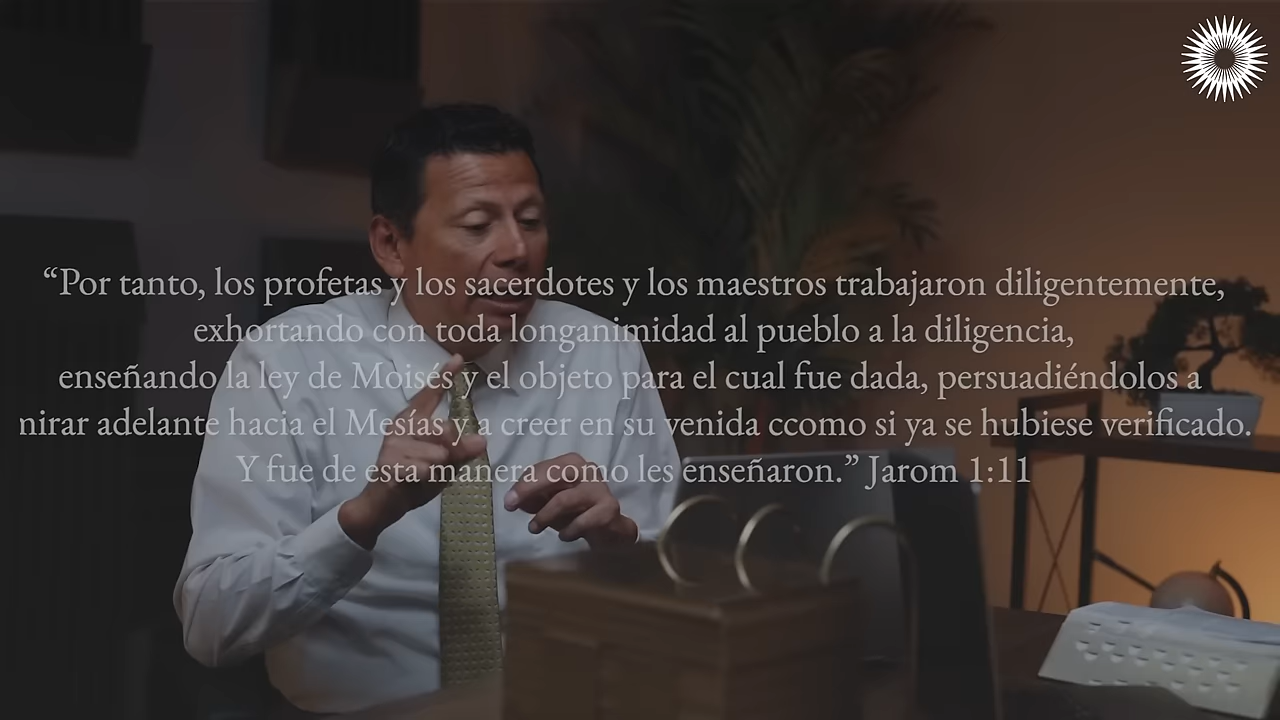 “Por tanto, los profetas y los sacerdotes y los maestros trabajaron diligentemente,
exhortando con toda longanimidad al pueblo a la diligencia,
enseñando la ley de Moisés y el objeto para el cual fue dada, persuadiéndolos a
nirar adelante hacia el Mesías y a creer en su venida ccomo si ya se hubiese verificado.
Y fue de esta manera como les enseñaron.” Jarom 1:11